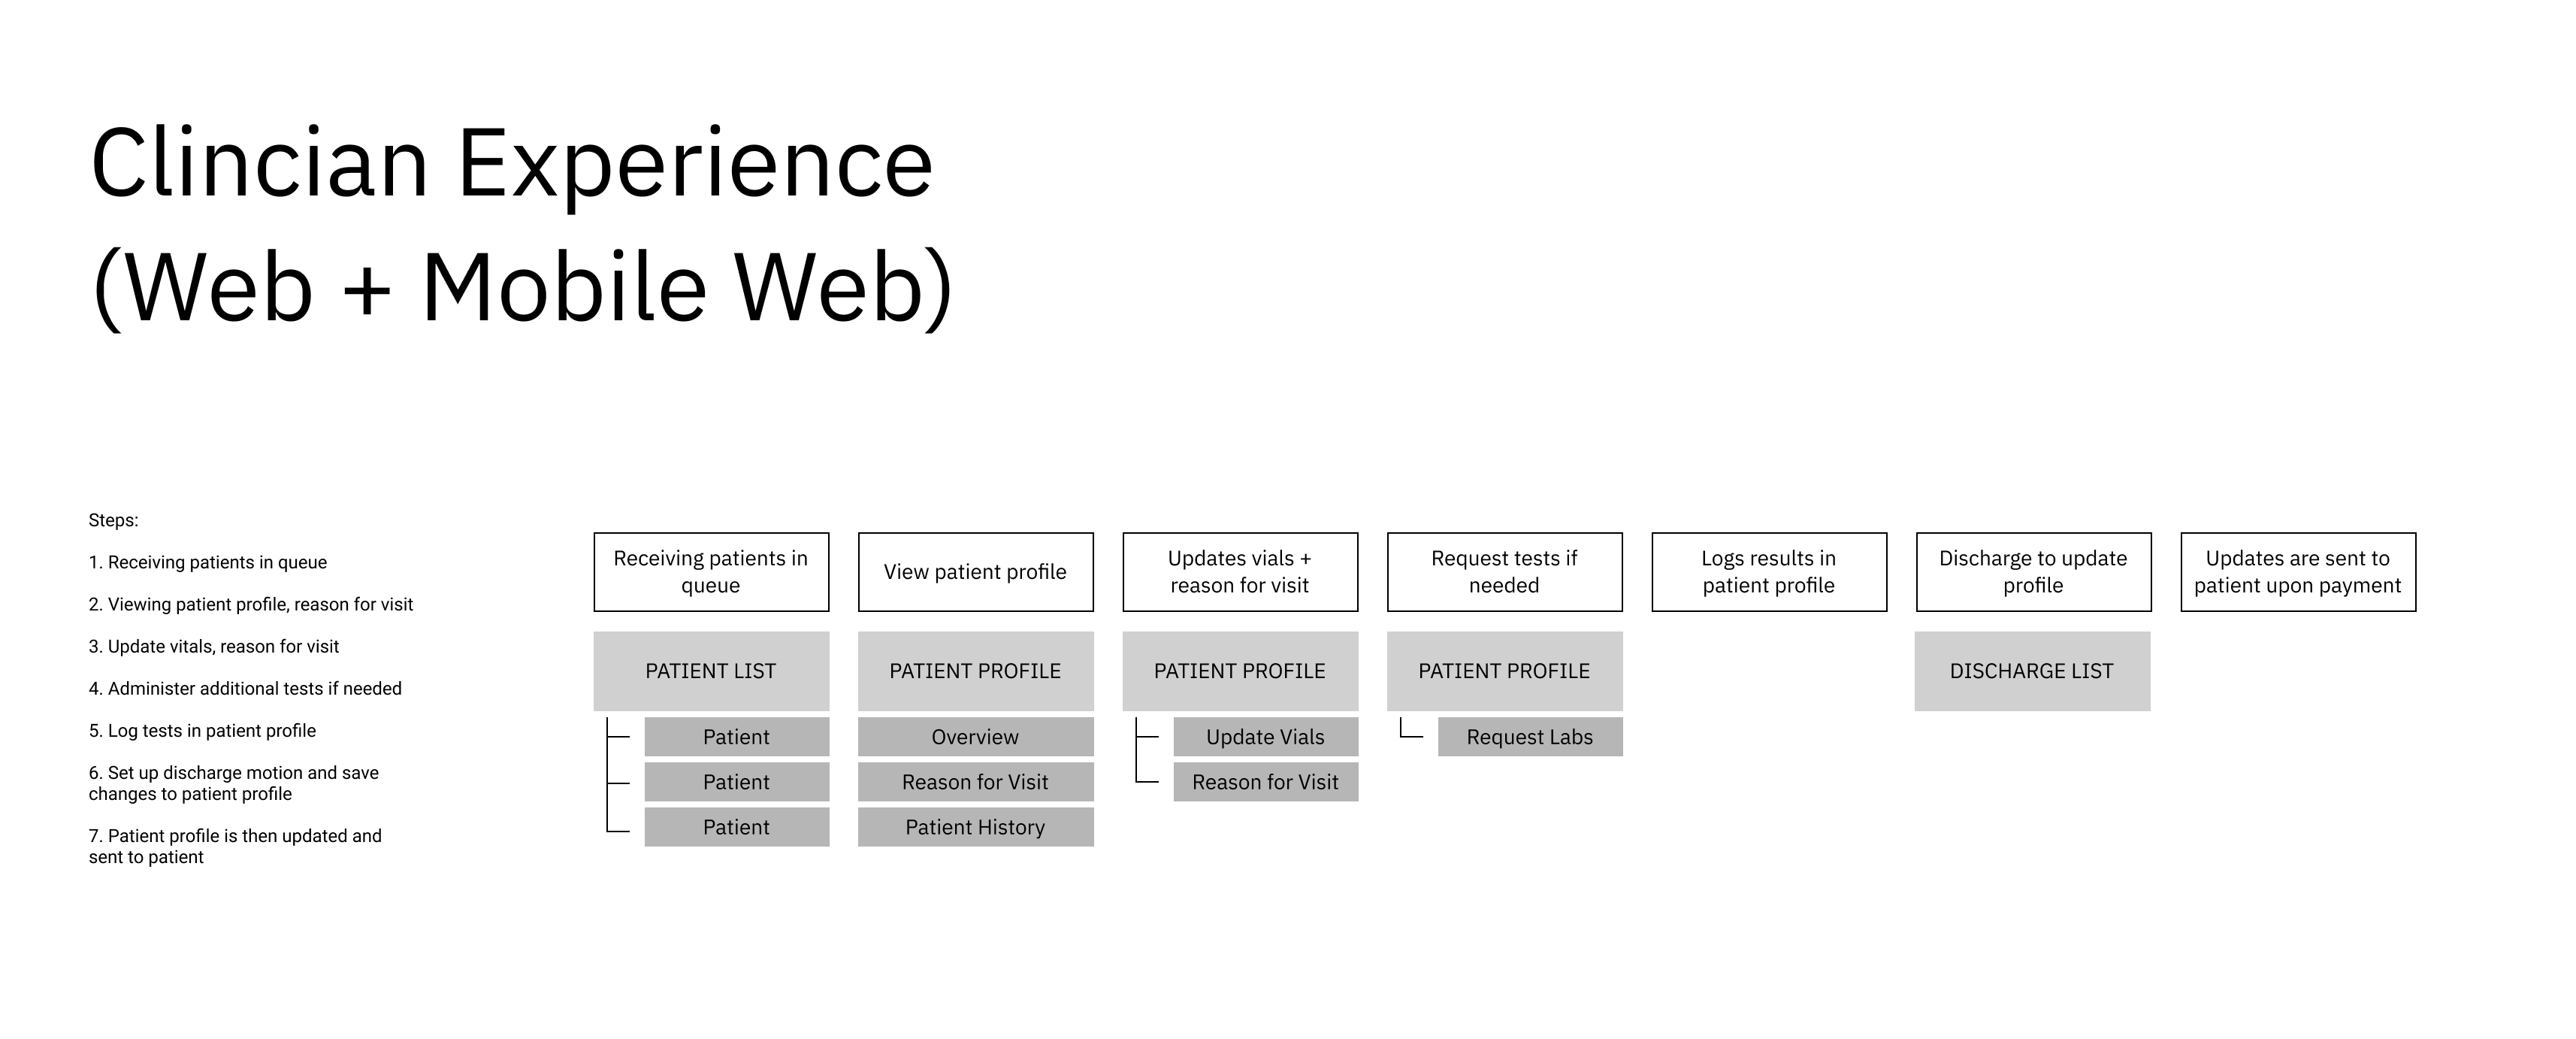 Clincian Experience
(Web + Mobile Web)
Steps:
1. Receiving patients in queue
2. Viewing patient profile, reason for visit
3. Update vitals, reason for visit
4. Administer additional tests if needed
5. Log tests in patient profile
6. Set up discharge motion and save
changes to patient profile
7. Patient profile is then updated and
sent to patient
Receiving patients in
queue
PATIENT LIST
Patient
Patient
Patient
View patient profile
PATIENT PROFILE
Overview
Reason for Visit
Patient History
Updates vials +
reason for visit
PATIENT PROFILE
Update Vials
Reason for Visit
Request tests if
needed
PATIENT PROFILE
Request Labs
Logs results in
patient profile
Discharge to update
profile
DISCHARGE LIST
Updates are sent to
patient upon payment